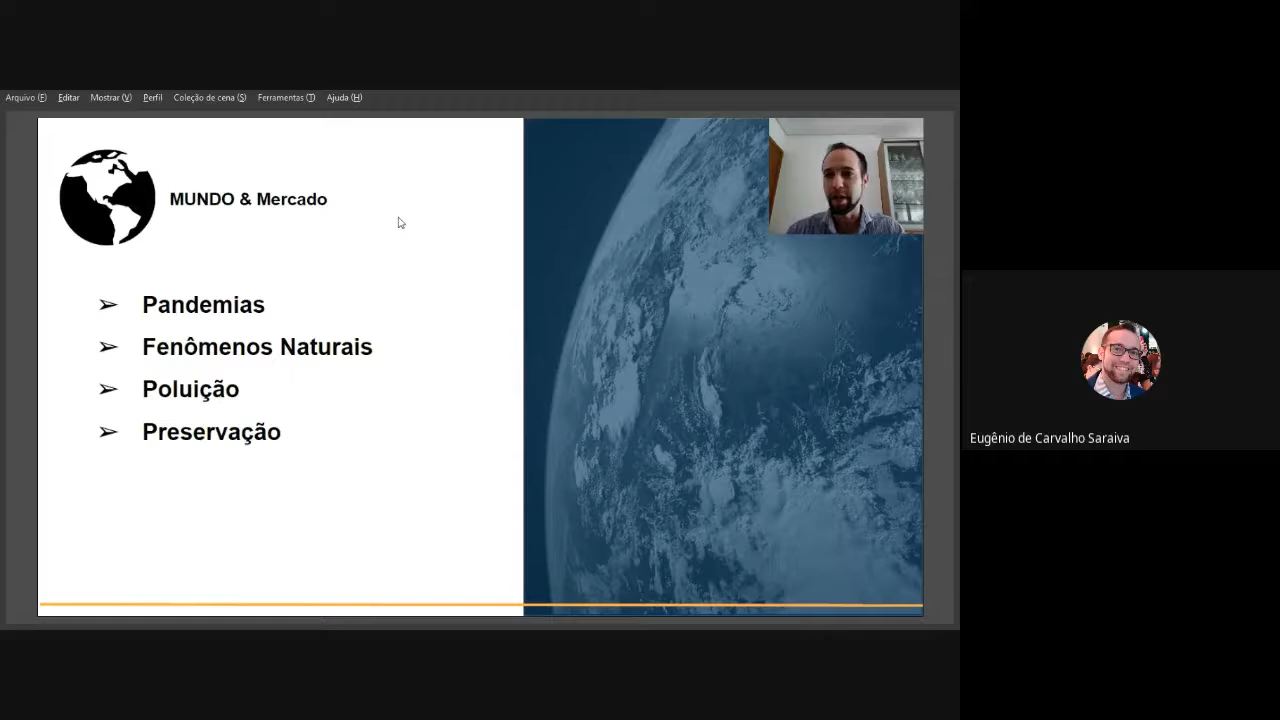 Arquivo (F) Editar Mostrar (V) Perfil Coleção de cena (S) Ferramentas (T) Ajuda (H)
MUNDO & Mercado
➢ Pandemias
➢ Fenômenos Naturais
➢ Poluição
➢ Preservação
Eugênio de Carvalho Saraiva